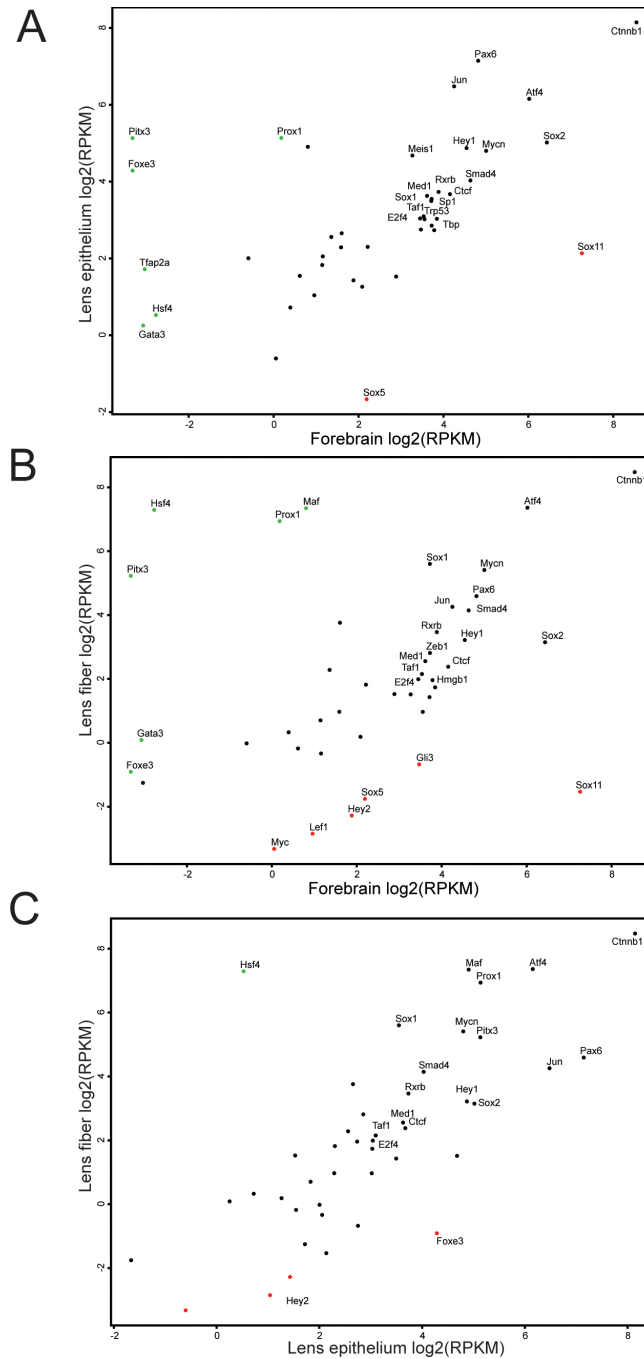 A
8
Ctnnb1
Pax6
Jun
Atf4
6
Pitx3
Prox1
Sox2
Hey1
Mycn
Meis1
Foxe3
Smad4
4
Rxrb
Med1
Ctcf
Sox1
Sp1
Taf1
Trp53
E2f4
Tbp
Sox11
2
Tfap2a
Hsf4
Gata3
0
Sox5
-2
Lens epithelium log2(RPKM)
-2 0 2 4 6 8
Forebrain log2(RPKM)
B
Ctnnb1
8
Hsf4
Maf
Atf4
Prox1
6
Sox1
Mycn
Pitx3
Pax6
Jun
Smad4
4
Rxrb
Hey1
Sox2
Zeb1
Med1
Ctcf
Taf1
2
E2f4
Hmgb1
Gata3
0
Gli3
Foxe3
Sox5
Sox11
-2
Hey2
Lef1
Myc
Lens fiber log2(RPKM)
-2 0 2 4 6 8
Forebrain log2(RPKM)
C
Ctnnb1
8
Hsf4
Maf
Atf4
Prox1
6
Sox1
Mycn
Pitx3
Pax6
Smad4
Jun
4
Rxrb
Hey1
Sox2
Med1
Ctcf
Taf1
2
E2f4
0
Foxe3
-2
Hey2
Lens fiber log2(RPKM)
-2 0 2 4 6 8
Lens epithelium log2(RPKM)